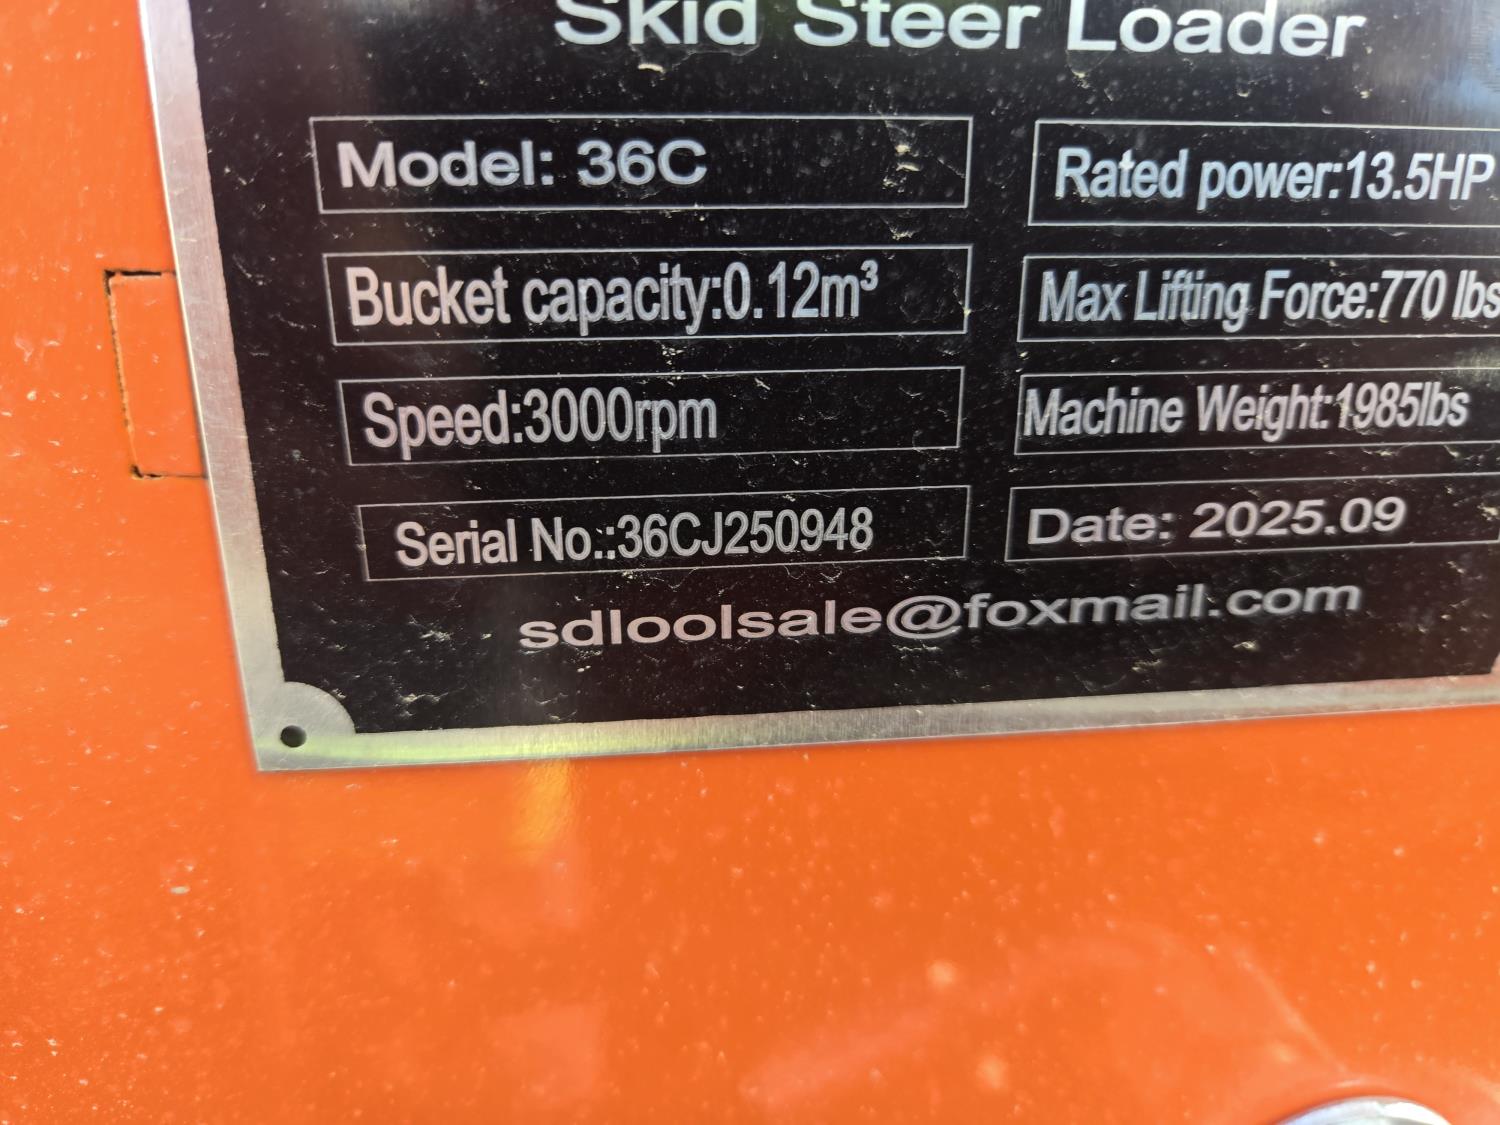 Skid Steer Loader
Model: 36C
Rated power:13.5HP
Bucket capacity:0.12m³
Max Lifting Force:770 lbs
Speed:3000rpm
Machine Weight:1985lbs
Serial No.:36CJ250948
Date: 2025.09
sdloolsale@foxmail.com